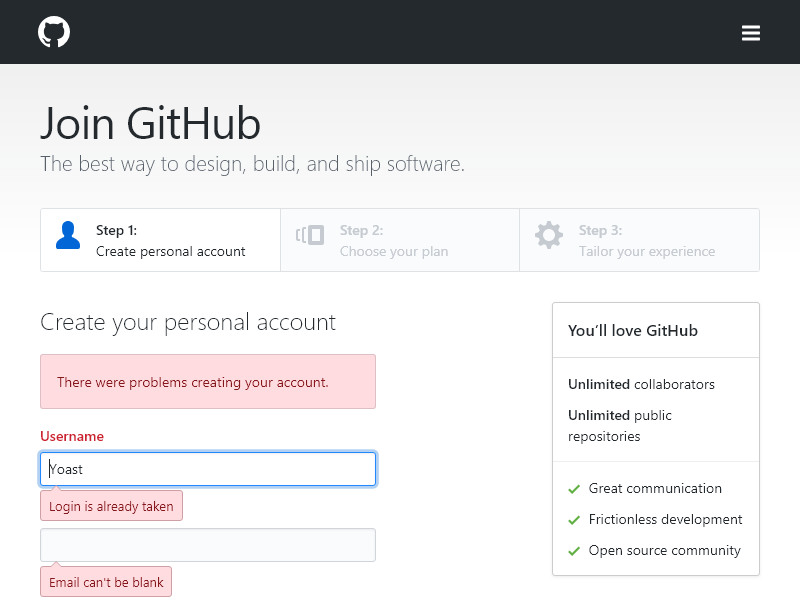 Join GitHub
The best way to design, build, and ship software.
Step 1:
Create personal account
Step 2:
Choose your plan
Step 3:
Tailor your experience
Create your personal account
There were problems creating your account.
Username
Yoast
Login is already taken
Email can't be blank
You’ll love GitHub
Unlimited collaborators
Unlimited public
repositories
Great communication
Frictionless development
Open source community